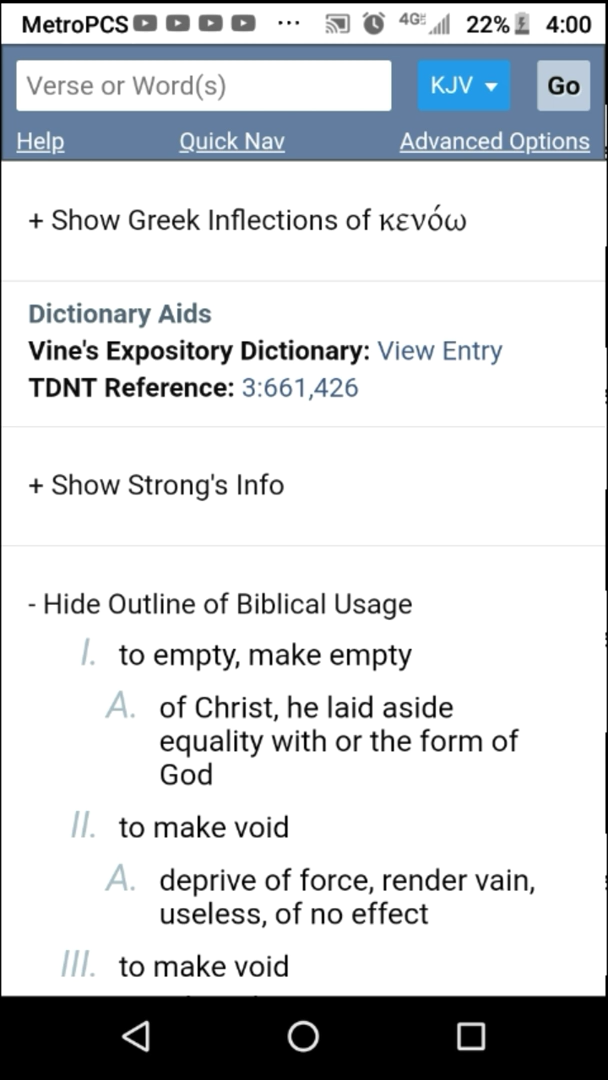 MetroPCS ... 4GE 22% 4:00
Verse or Word(s) KJV Go
Help Quick Nav Advanced Options
+ Show Greek Inflections of κενόω
Dictionary Aids
Vine's Expository Dictionary: View Entry
TDNT Reference: 3:661,426
+ Show Strong's Info
- Hide Outline of Biblical Usage
I. to empty, make empty
A. of Christ, he laid aside
equality with or the form of
God
II. to make void
A. deprive of force, render vain,
useless, of no effect
III. to make void